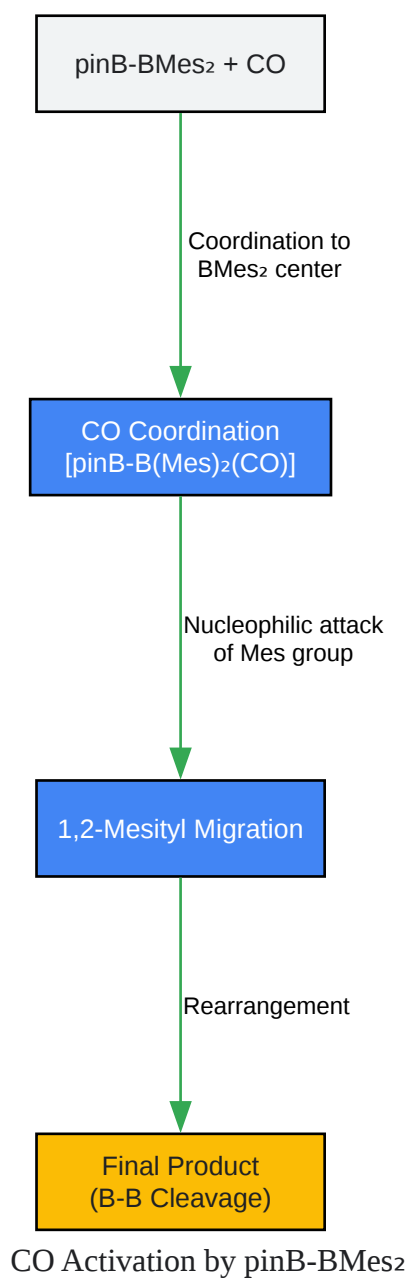 pinB-BMes₂ + CO
Coordination to
BMes₂ center
CO Coordination
[pinB-B(Mes)₂(CO)]
Nucleophilic attack
of Mes group
1,2-Mesityl Migration
Rearrangement
Final Product
(B-B Cleavage)
CO Activation by pinB-BMes₂